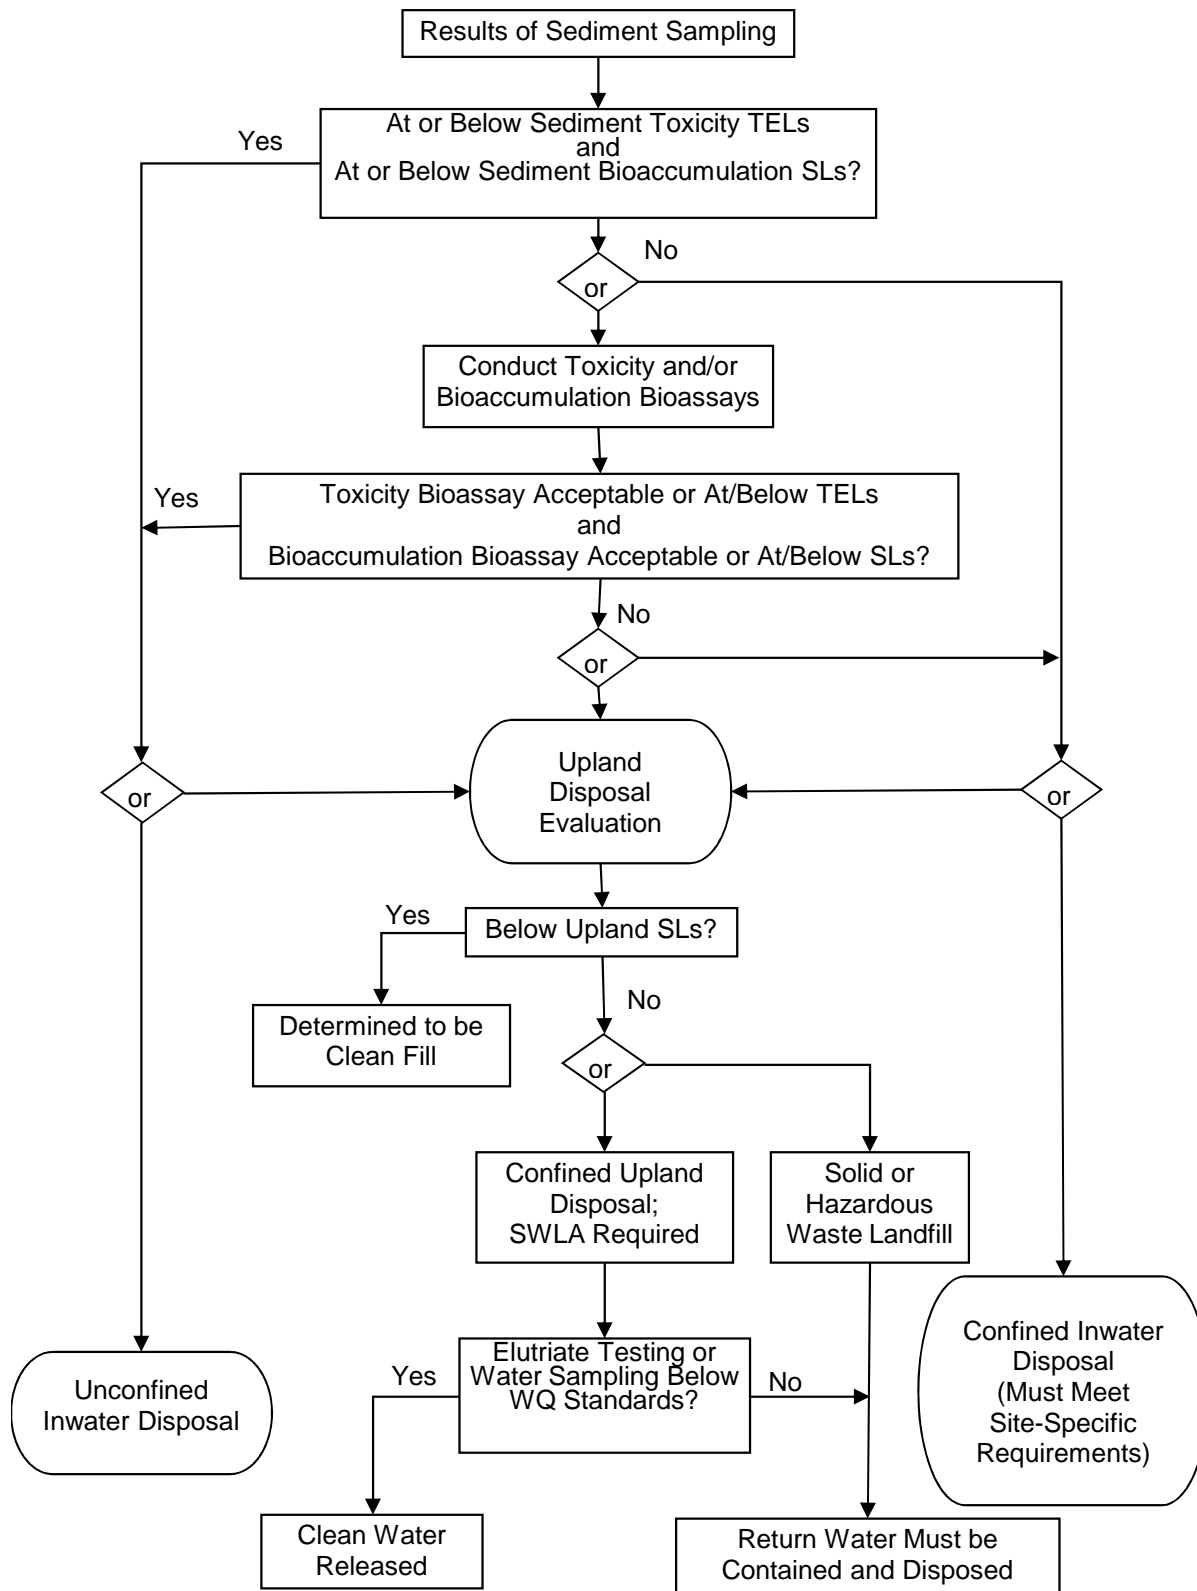 Results of Sediment Sampling
At or Below Sediment Toxicity TELs
and
At or Below Sediment Bioaccumulation SLs?
Yes
No
or
Conduct Toxicity and/or
Bioaccumulation Bioassays
Yes
Toxicity Bioassay Acceptable or At/Below TELs
and
Bioaccumulation Bioassay Acceptable or At/Below SLs?
No
or
Upland
Disposal
Evaluation
or
or
Yes
Below Upland SLs?
No
Determined to be
Clean Fill
or
Confined Upland
Disposal;
SWLA Required
Solid or
Hazardous
Waste Landfill
Unconfined
Inwater Disposal
Yes
Elutriate Testing or
Water Sampling Below
WQ Standards?
No
Confined Inwater
Disposal
(Must Meet
Site-Specific
Requirements)
Clean Water
Released
Return Water Must be
Contained and Disposed